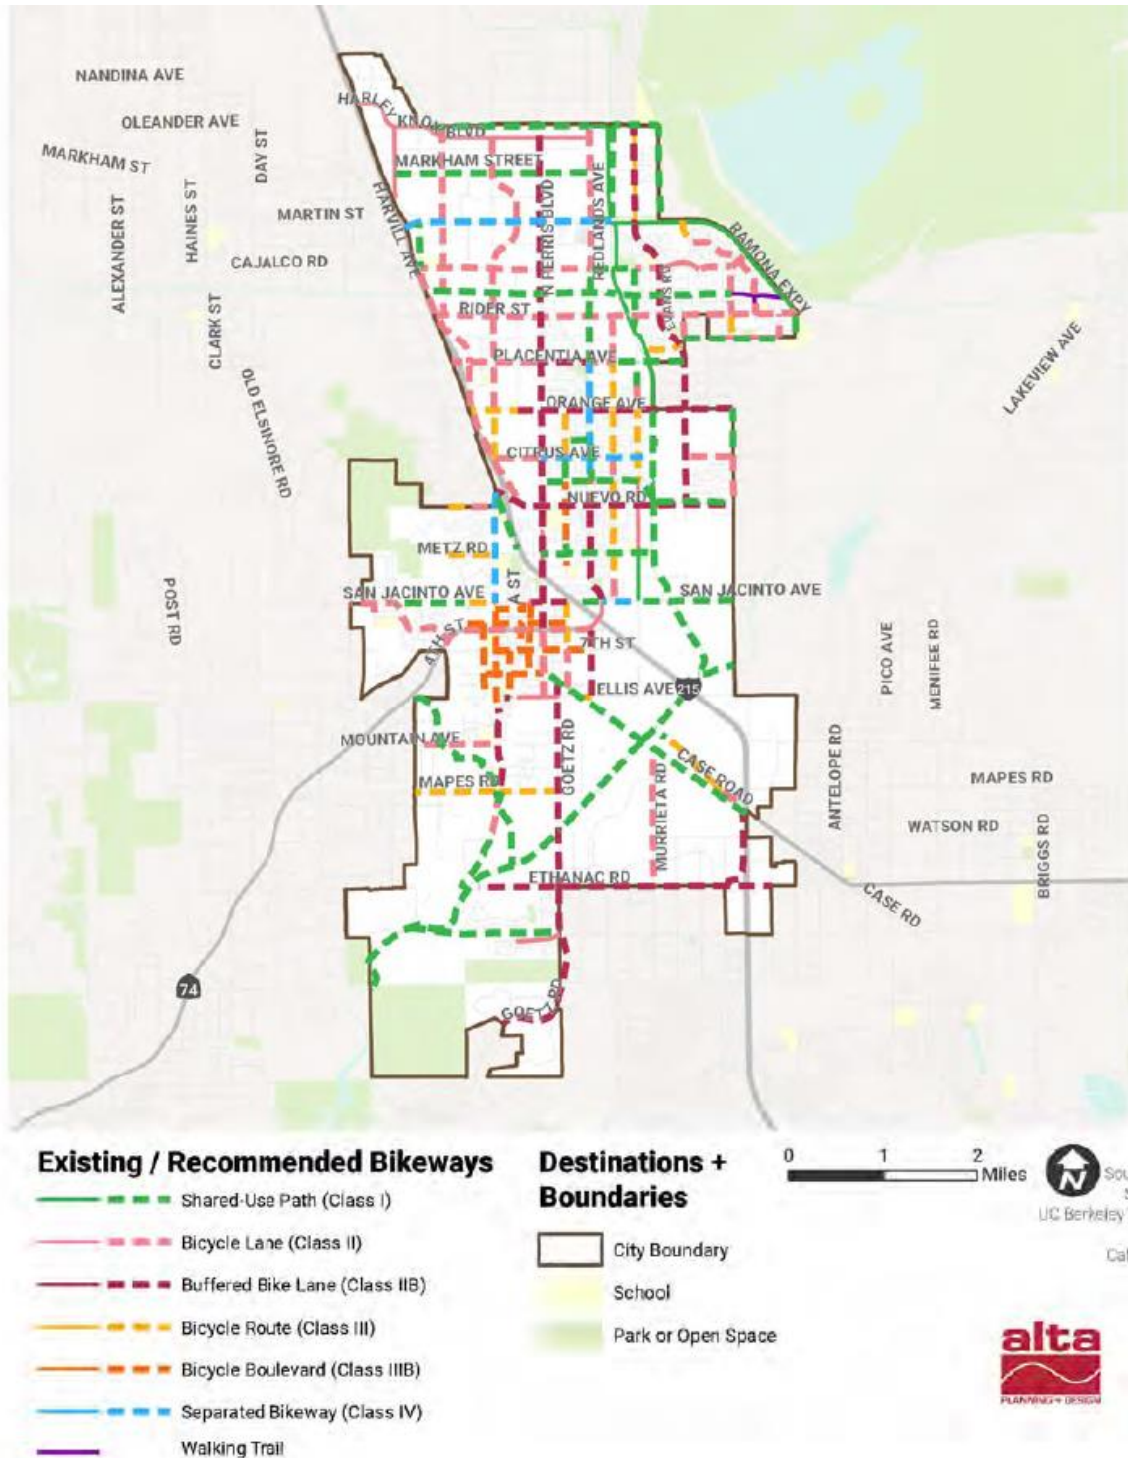 NANDINA AVE
OLEANDER AVE
MARKHAM ST
DAY ST
HARLEY KNOX BLVD
MARKHAM STREET
ALEXANDER ST
HAINES ST
MARTIN ST
HARVILL AVE
N PERRIS BLVD
REDLANDS AVE
RAMONA EXPY
CAJALCO RD
EVANS RD
CLARK ST
RIDER ST
PLACENTIA AVE
LAKEVIEW AVE
OLD ELSINORE RD
ORANGE AVE
CITRUS AVE
NUEVO RD
METZ RD
A ST
SAN JACINTO AVE
SAN JACINTO AVE
POST RD
4TH ST
7TH ST
PICO AVE
MENIFEE RD
ELLIS AVE
215
MOUNTAIN AVE
GOETZ RD
CASE ROAD
MAPES RD
MURRIETA RD
ANTELOPE RD
MAPES RD
WATSON RD
BRIGGS RD
ETHANAC RD
CASE RD
74
GOETZ RD
Existing / Recommended Bikeways
Shared-Use Path (Class I)
Bicycle Lane (Class II)
Buffered Bike Lane (Class IIB)
Bicycle Route (Class III)
Bicycle Boulevard (Class IIIB)
Separated Bikeway (Class IV)
Walking Trail
Destinations +
Boundaries
City Boundary
School
Park or Open Space
0 1 2
Miles
N
Sou
S
UC Berkeley
Cal
alta
PLANNING + DESIGN